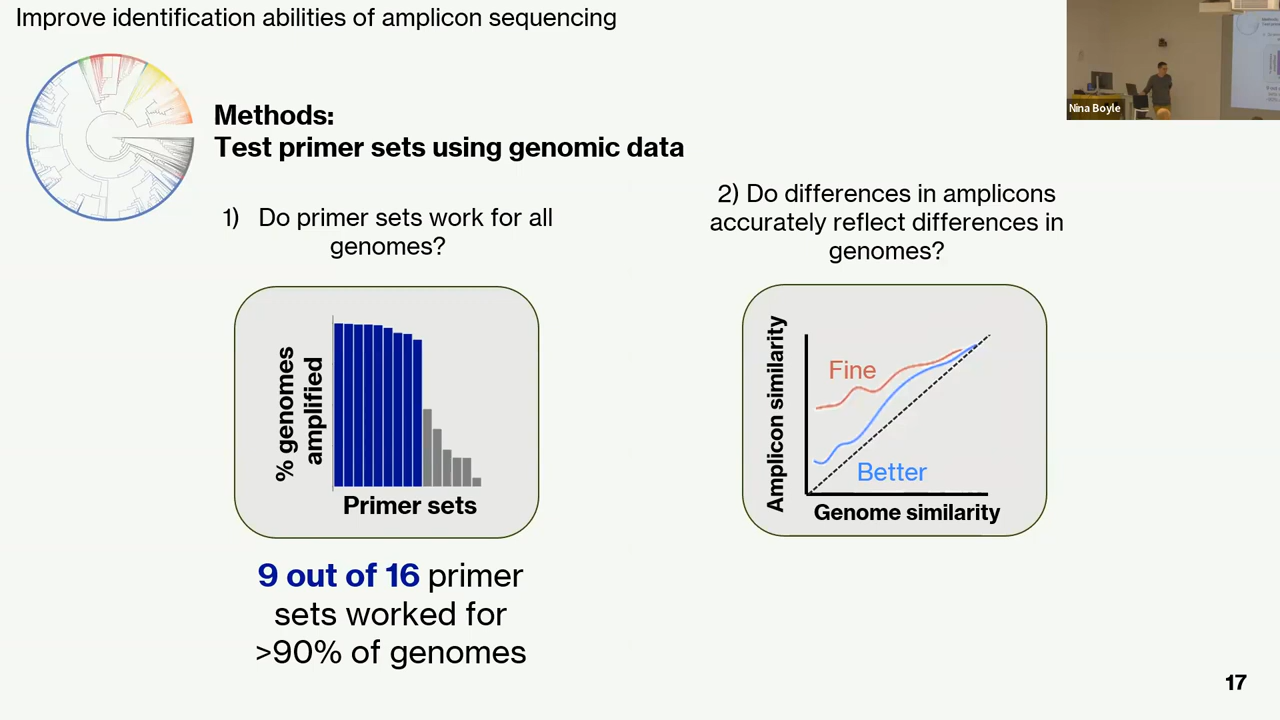 Improve identification abilities of amplicon sequencing
Nina Boyle
Methods:
Test primer sets using genomic data
1) Do primer sets work for all
genomes?
% genomes
amplified
Primer sets
9 out of 16 primer
sets worked for
>90% of genomes
2) Do differences in amplicons
accurately reflect differences in
genomes?
Amplicon similarity
Fine
Better
Genome similarity
17